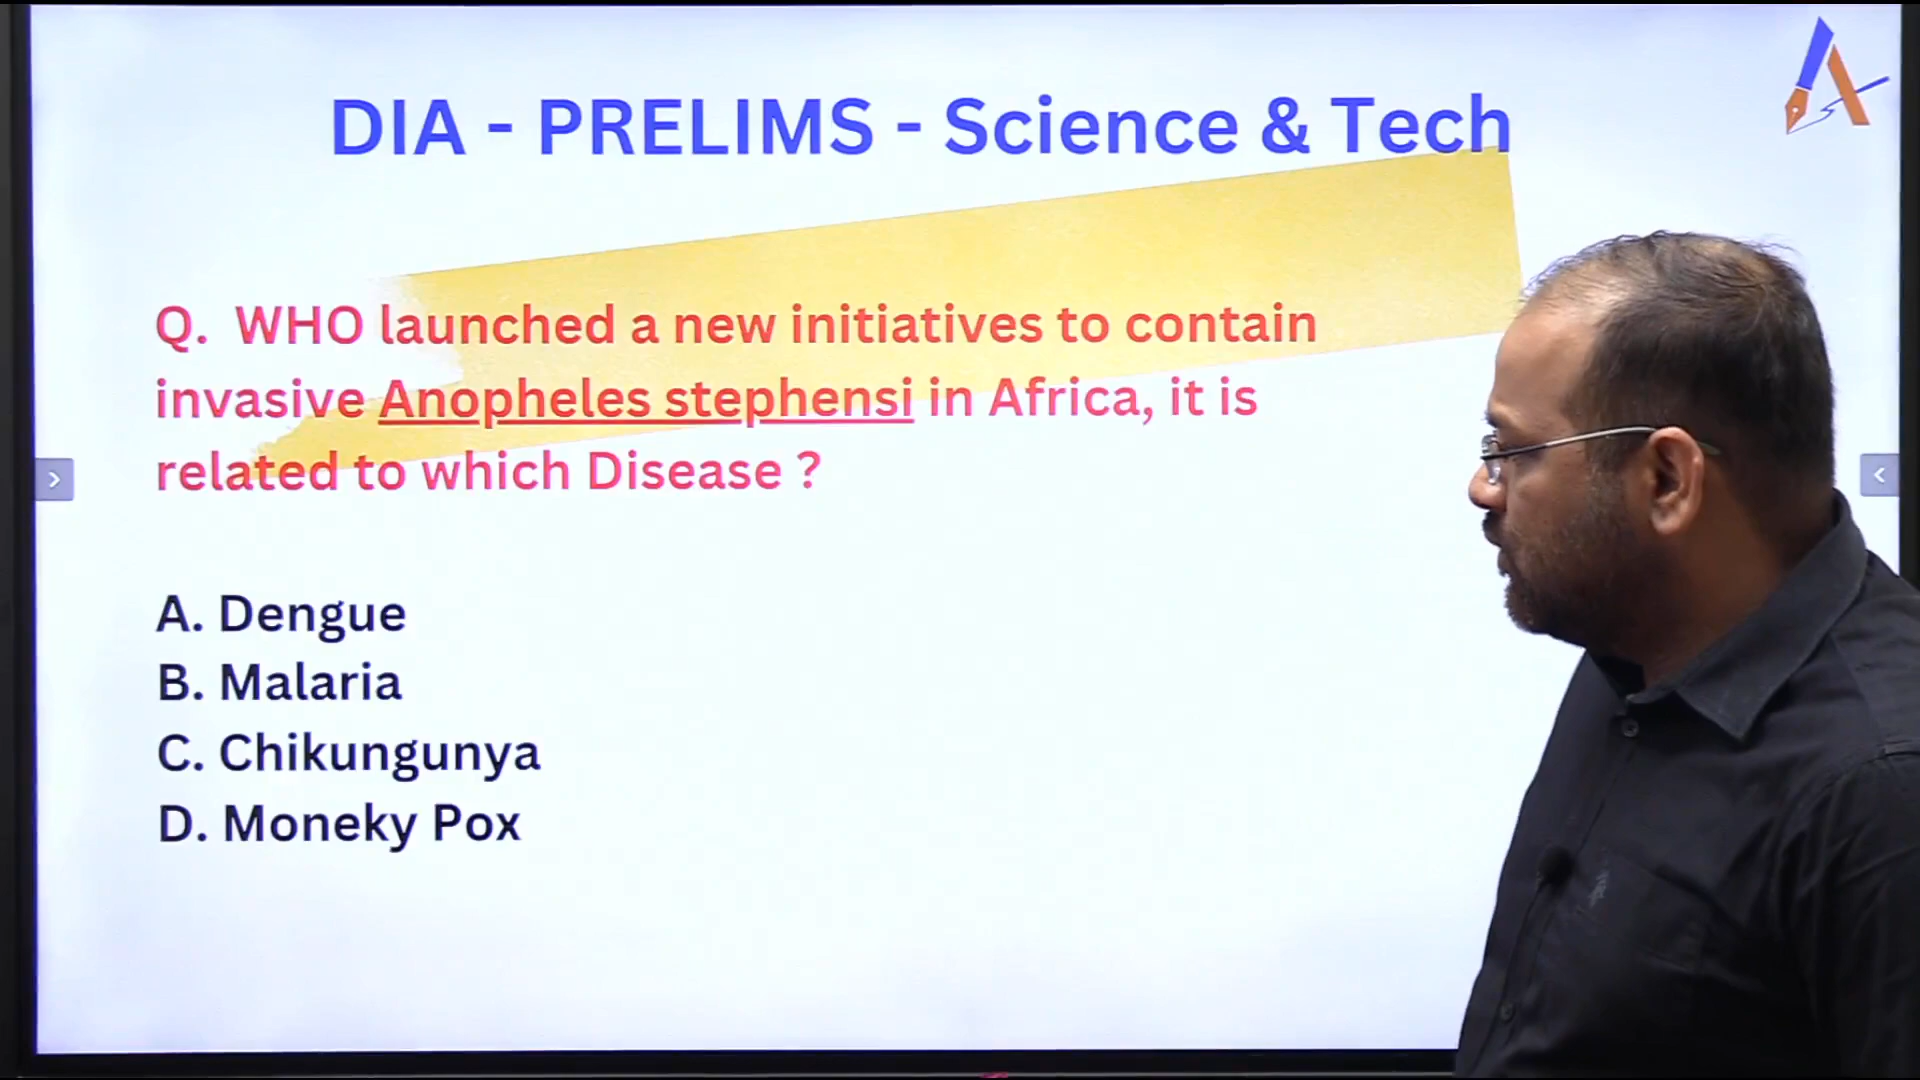 DIA - PRELIMS - Science & Tech
Q. WHO launched a new initiatives to contain
invasive Anopheles stephensi in Africa, it is
related to which Disease ?
A. Dengue
B. Malaria
C. Chikungunya
D. Moneky Pox